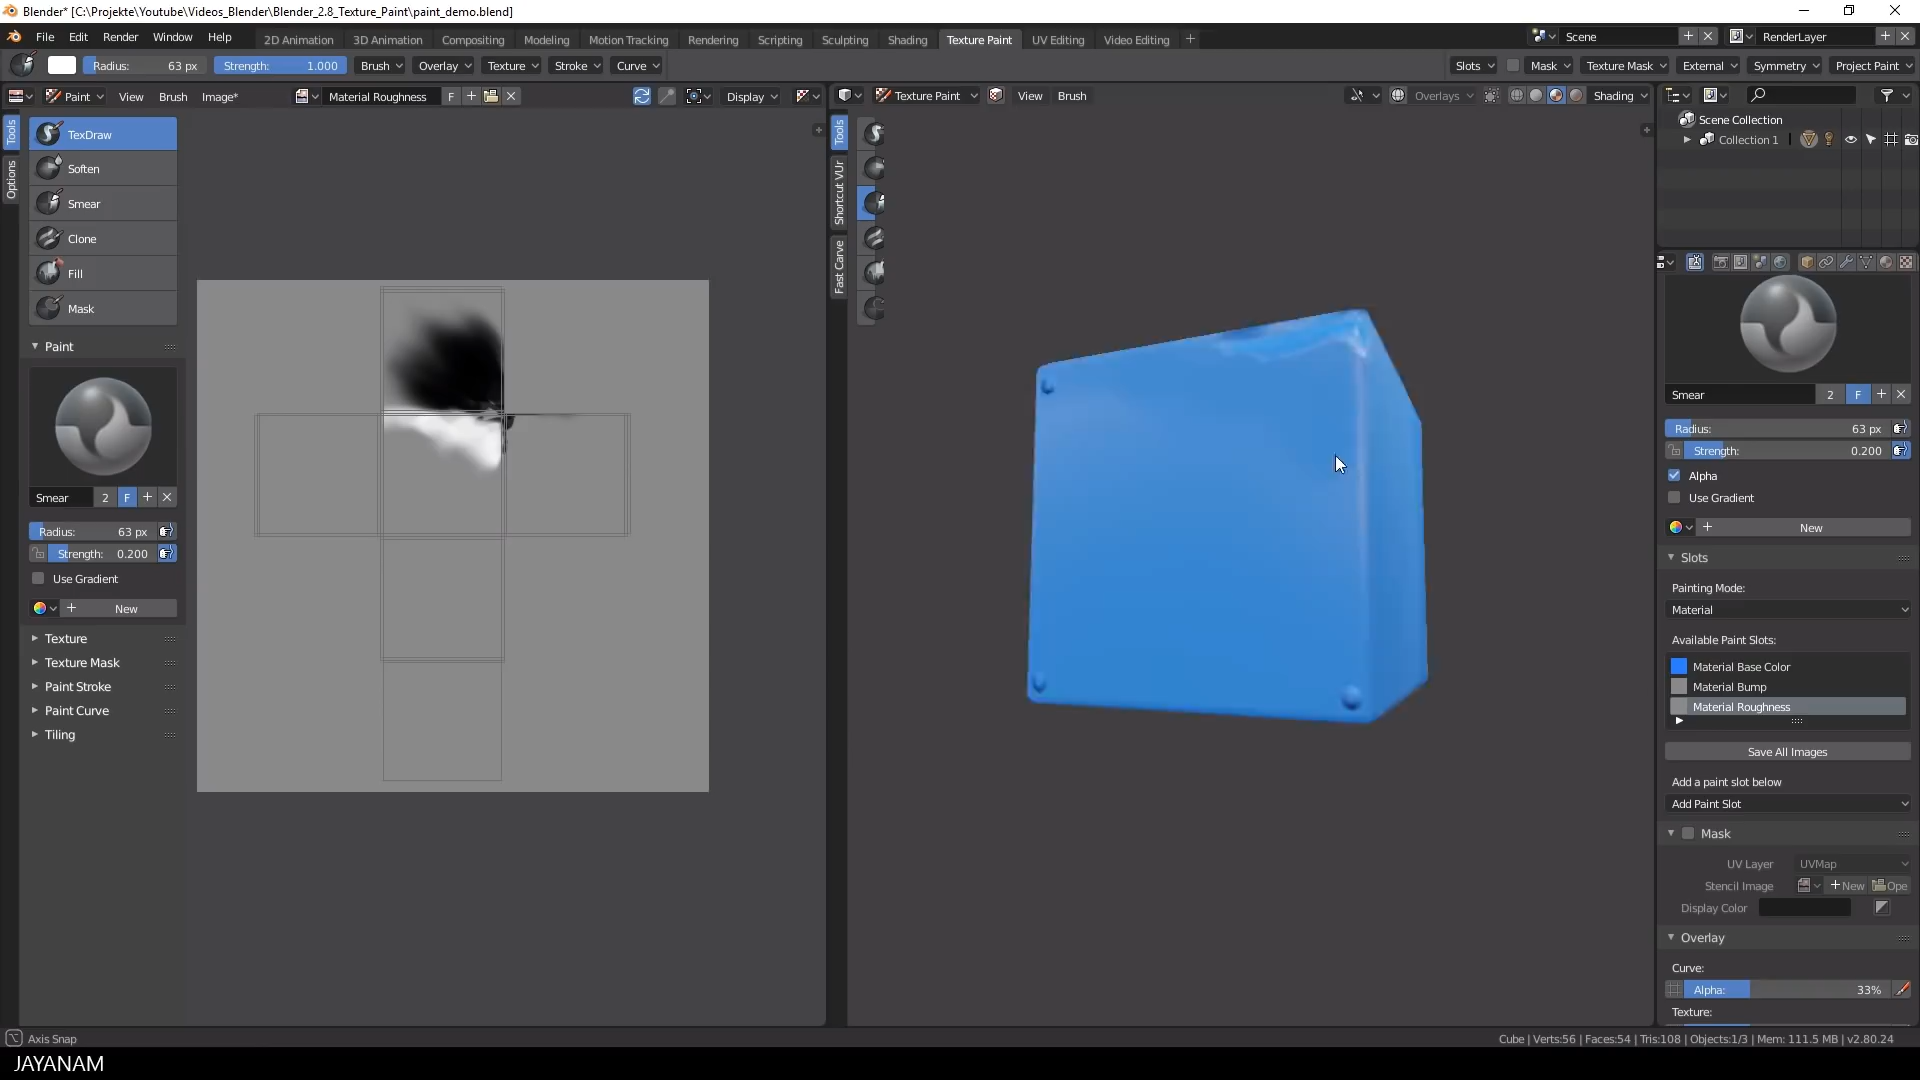 Blender* [C:\Projekte\Youtube\Videos_Blender\Blender_2.8_Texture_Paint\paint_demo.blend]
File Edit Render Window Help 2D Animation 3D Animation Compositing Modeling Motion Tracking Rendering Scripting Sculpting Shading Texture Paint UV Editing Video Editing + Scene RenderLayer
Radius: 63 px Strength: 1.000 Brush Overlay Texture Stroke Curve Slots Mask Texture Mask External Symmetry Project Paint
Paint View Brush Image* Material Roughness F Display Texture Paint View Brush Overlays Shading
Tools
Options
TexDraw
Soften
Smear
Clone
Fill
Mask
Paint
Smear 2 F
Radius: 63 px
Strength: 0.200
Use Gradient
New
Texture
Texture Mask
Paint Stroke
Paint Curve
Tiling
Tools
Shortcut VUr
Fast Carve
Scene Collection
Collection 1
Smear 2 F
Radius: 63 px
Strength: 0.200
Alpha
Use Gradient
New
Slots
Painting Mode:
Material
Available Paint Slots:
Material Base Color
Material Bump
Material Roughness
Save All Images
Add a paint slot below
Add Paint Slot
Mask
UV Layer UVMap
Stencil Image New Ope
Display Color
Overlay
Curve:
Alpha: 33%
Texture:
Axis Snap Cube | Verts:56 | Faces:54 | Tris:108 | Objects:1/3 | Mem: 111.5 MB | v2.80.24
JAYANAM